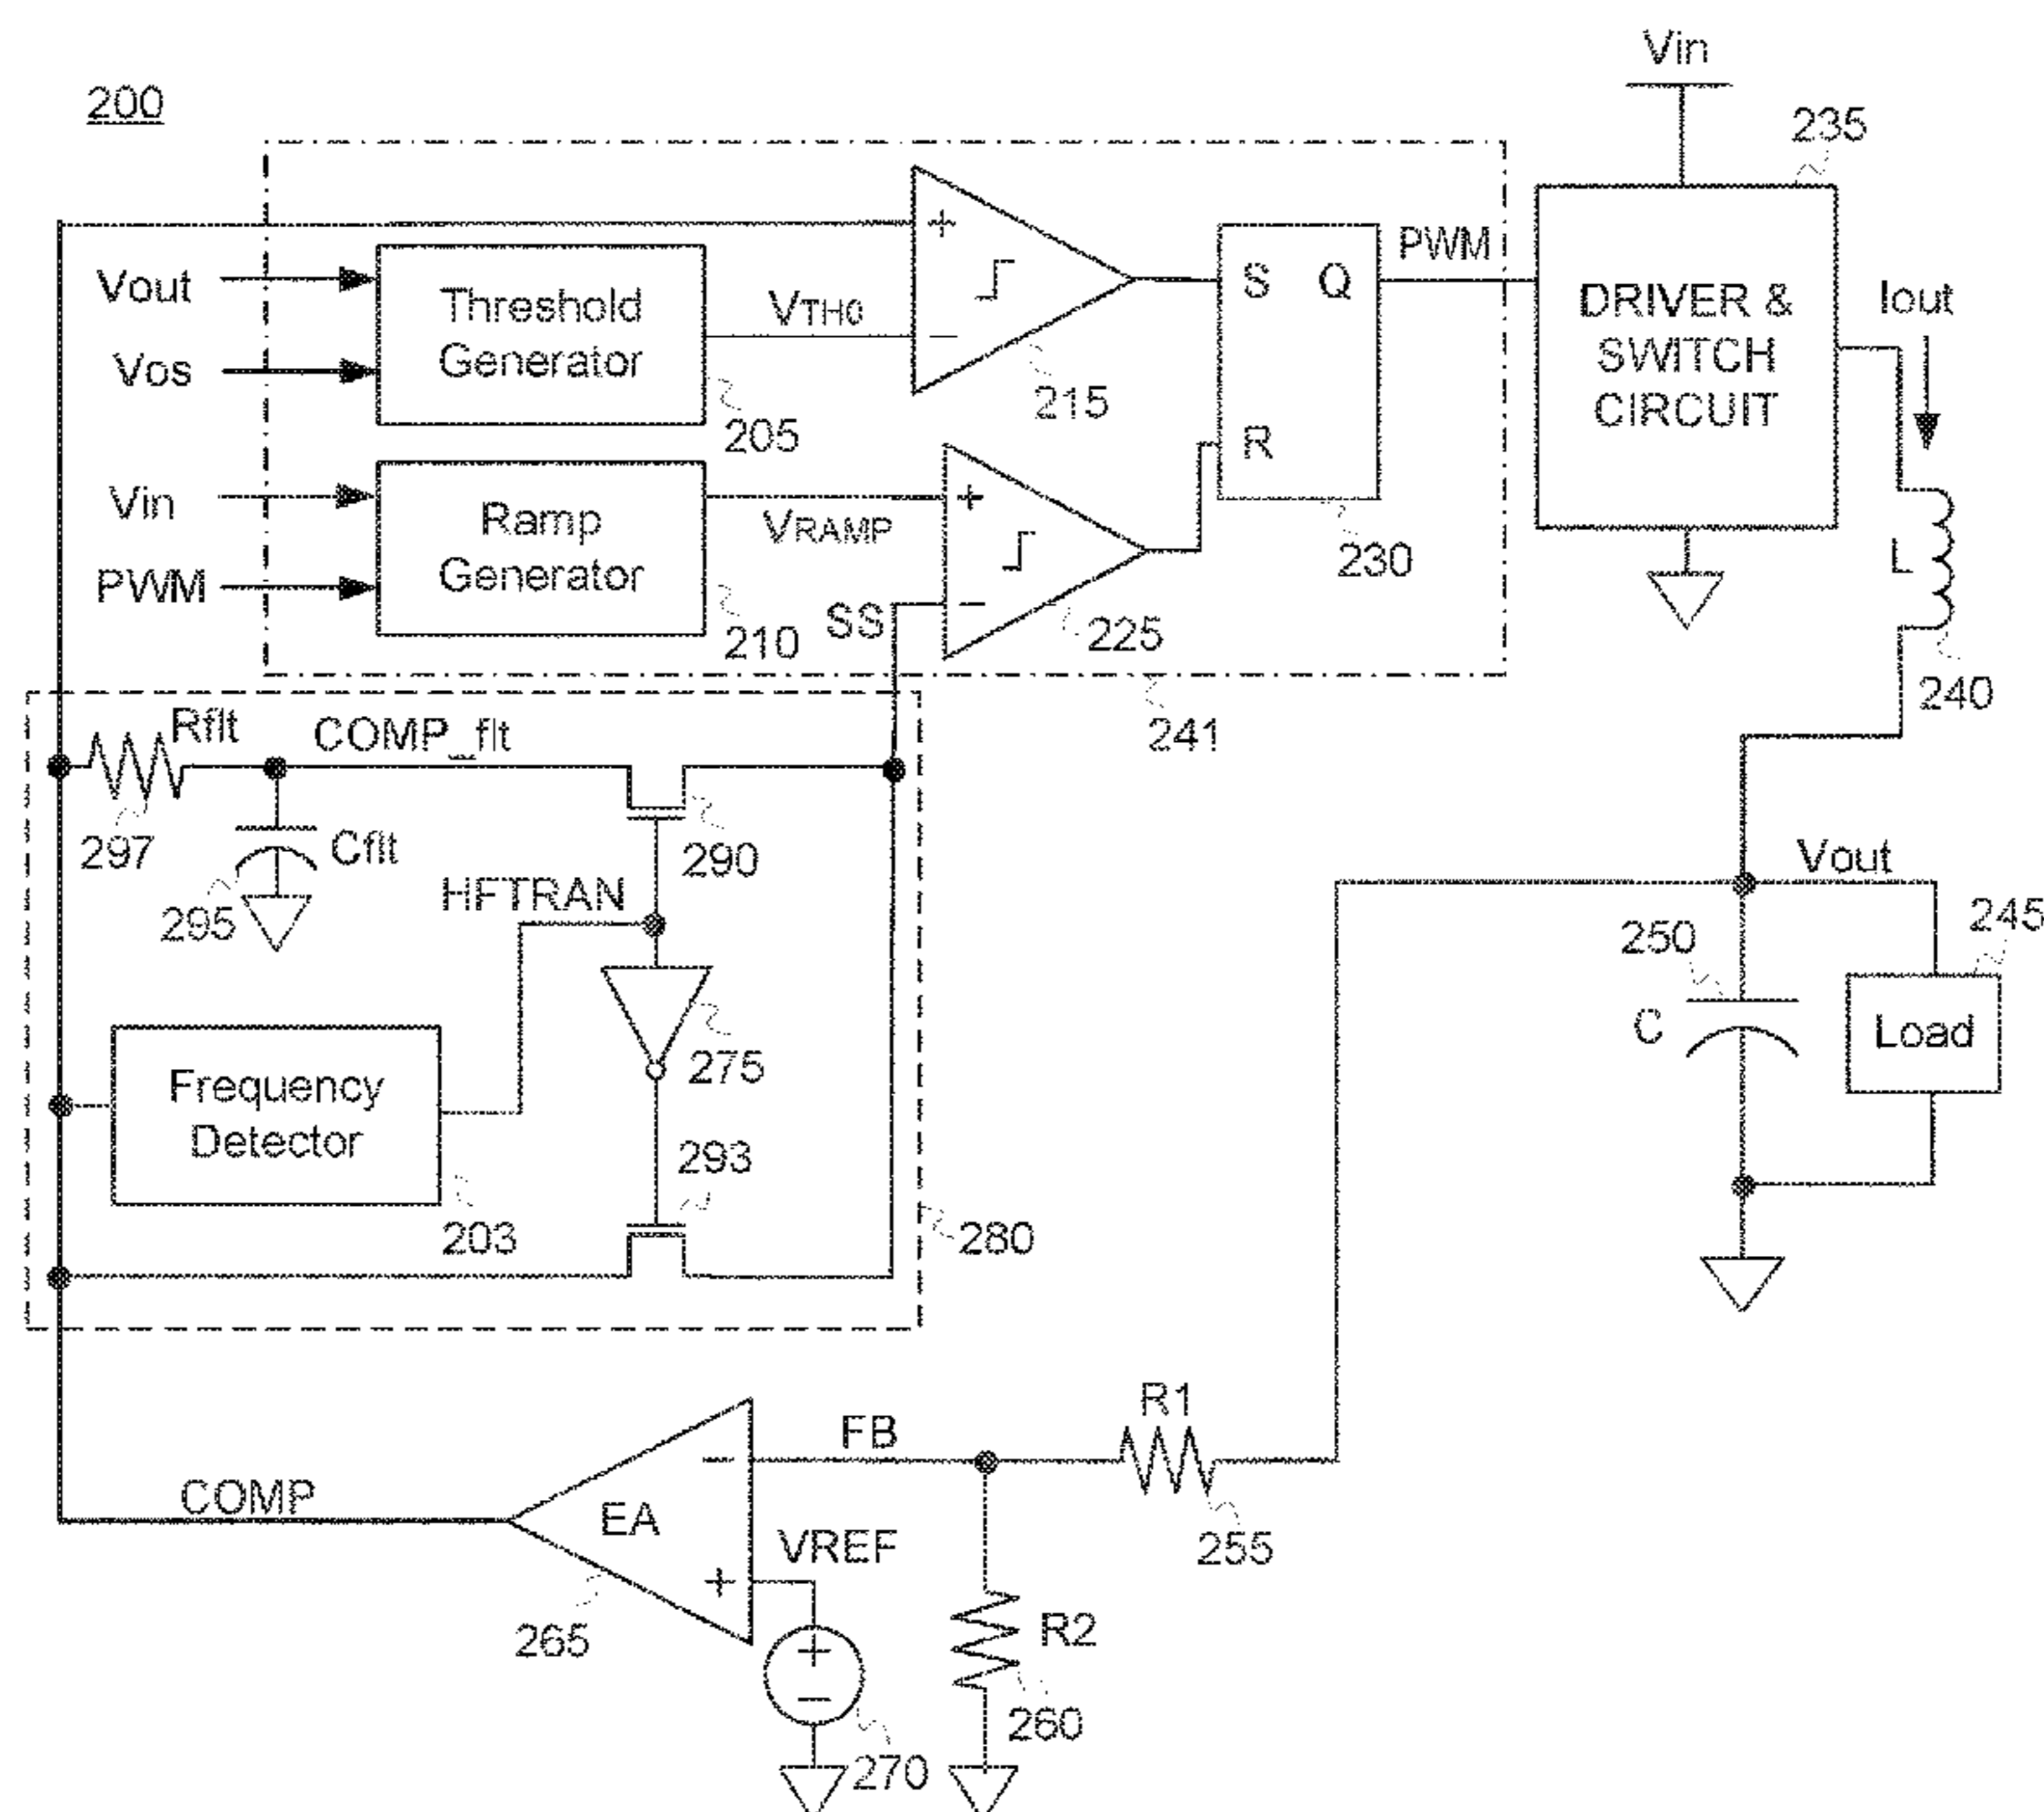 200
Vin
235
Vout
Vos
Threshold
Generator
VTH0
205
+
−
215
S
Q
R
230
PWM
DRIVER &
SWITCH
CIRCUIT
Iout
Vin
PWM
Ramp
Generator
VRAMP
210
SS
+
−
225
241
L
240
Rflt
COMP_flt
297
Cflt
295
290
HFTRAN
275
Frequency
Detector
203
293
280
Vout
250
C
245
Load
COMP
EA
−
+
265
FB
VREF
+
−
270
R1
255
R2
260